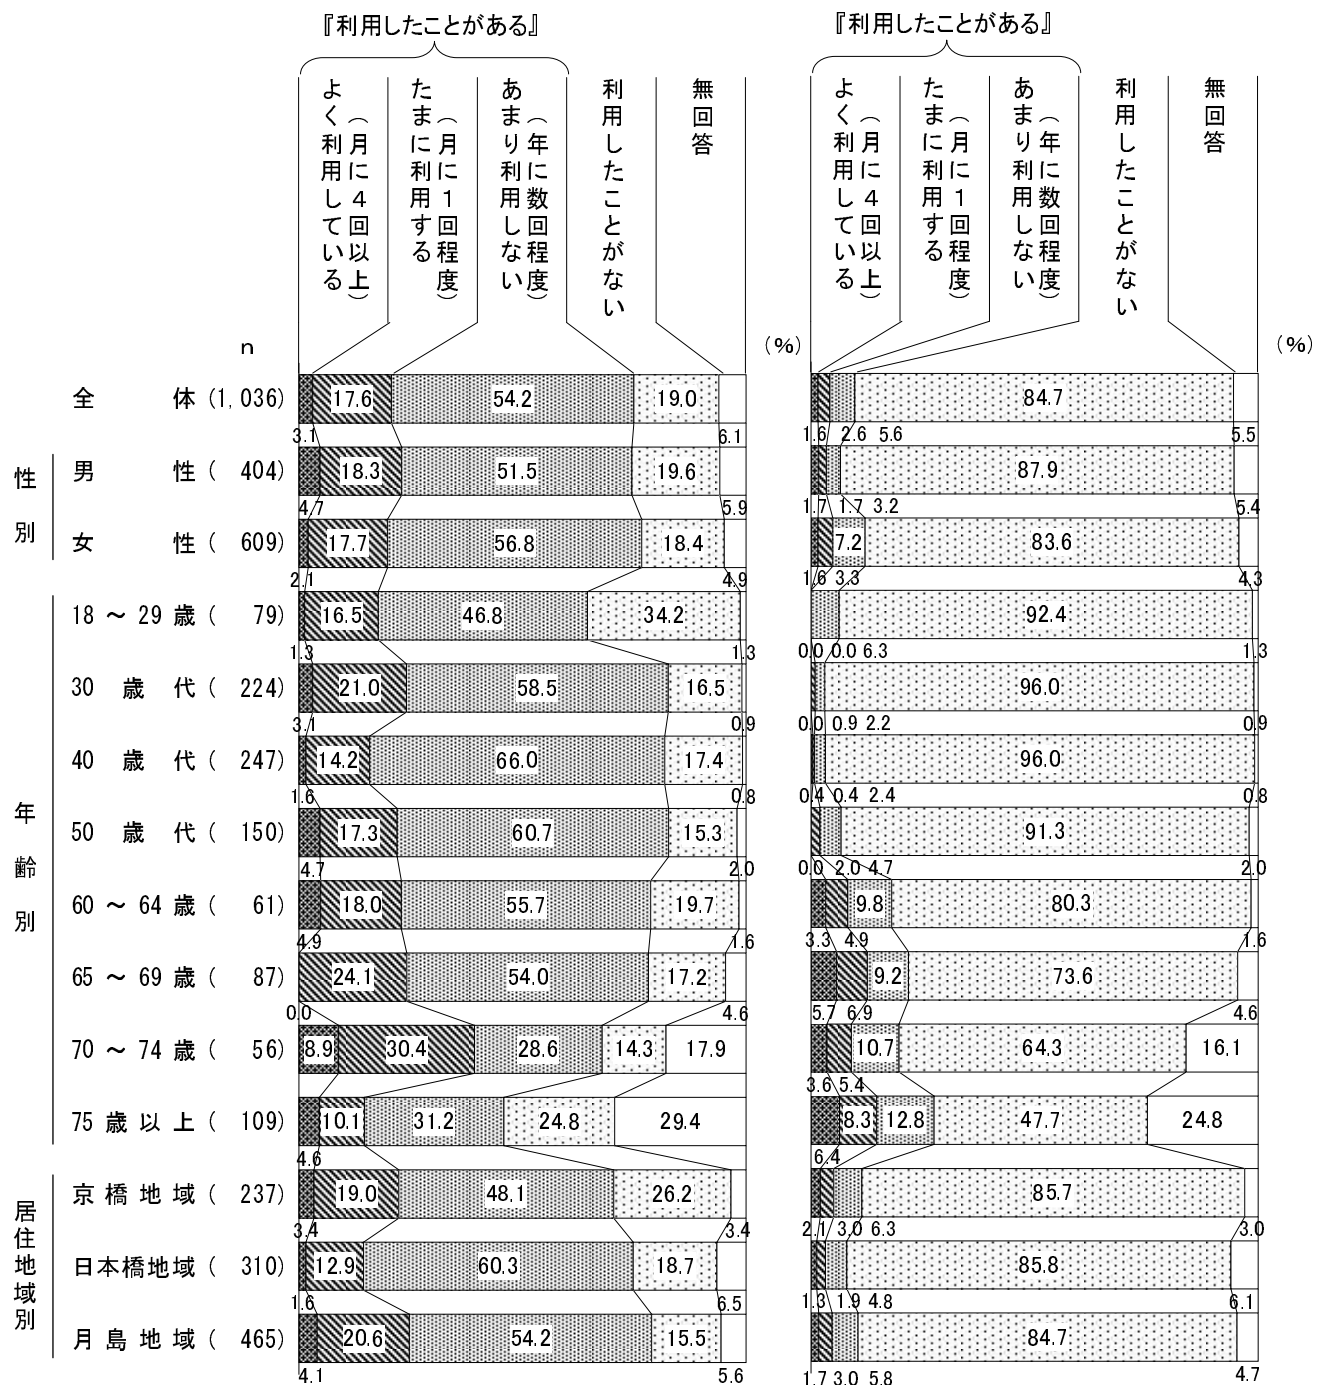 『利用したことがある』
『利用したことがある』
よく利用している
（月に４回以上）
たまに利用する
（月に１回程度）
あまり利用しない
（年に数回程度）
利用したことがない
無回答
よく利用している
（月に４回以上）
たまに利用する
（月に１回程度）
あまり利用しない
（年に数回程度）
利用したことがない
無回答
n (%) (%)
全体 (1,036) 17.6 54.2 19.0 84.7
3.1 6.1 1.6 2.6 5.6 5.5
性別
男性 ( 404) 18.3 51.5 19.6 87.9
4.7 5.9 1.7 1.7 3.2 5.4
女性 ( 609) 17.7 56.8 18.4 7.2 83.6
2.1 4.9 1.6 3.3 4.3
年齢別
18～29歳 ( 79) 16.5 46.8 34.2 92.4
1.3 1.3 0.0 0.0 6.3 1.3
30歳代 ( 224) 21.0 58.5 16.5 96.0
3.1 0.9 0.0 0.9 2.2 0.9
40歳代 ( 247) 14.2 66.0 17.4 96.0
1.6 0.8 0.4 0.4 2.4 0.8
50歳代 ( 150) 17.3 60.7 15.3 91.3
4.7 2.0 0.0 2.0 4.7 2.0
60～64歳 ( 61) 18.0 55.7 19.7 9.8 80.3
4.9 1.6 3.3 4.9 1.6
65～69歳 ( 87) 24.1 54.0 17.2 9.2 73.6
0.0 4.6 5.7 6.9 4.6
70～74歳 ( 56) 8.9 30.4 28.6 14.3 17.9 10.7 64.3 16.1
3.6 5.4
75歳以上 ( 109) 10.1 31.2 24.8 29.4 8.3 12.8 47.7 24.8
4.6 6.4
居住地域別
京橋地域 ( 237) 19.0 48.1 26.2 85.7
3.4 3.4 2.1 3.0 6.3 3.0
日本橋地域 ( 310) 12.9 60.3 18.7 85.8
1.6 6.5 1.3 1.9 4.8 6.1
月島地域 ( 465) 20.6 54.2 15.5 84.7
4.1 5.6 1.7 3.0 5.8 4.7